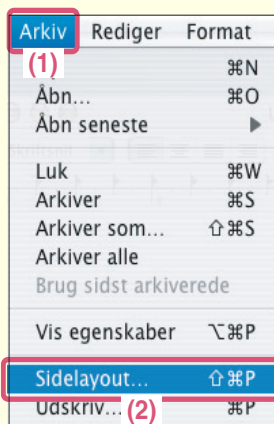 Arkiv Rediger Format
(1) ⌘N
Åbn... ⌘O
Åbn seneste ▶
Luk ⌘W
Arkiver ⌘S
Arkiver som... ⇧⌘S
Arkiver alle
Brug sidst arkiverede
Vis egenskaber ⌥⌘P
Sidelayout... ⇧⌘P
Udskriv... (2) ⌘P